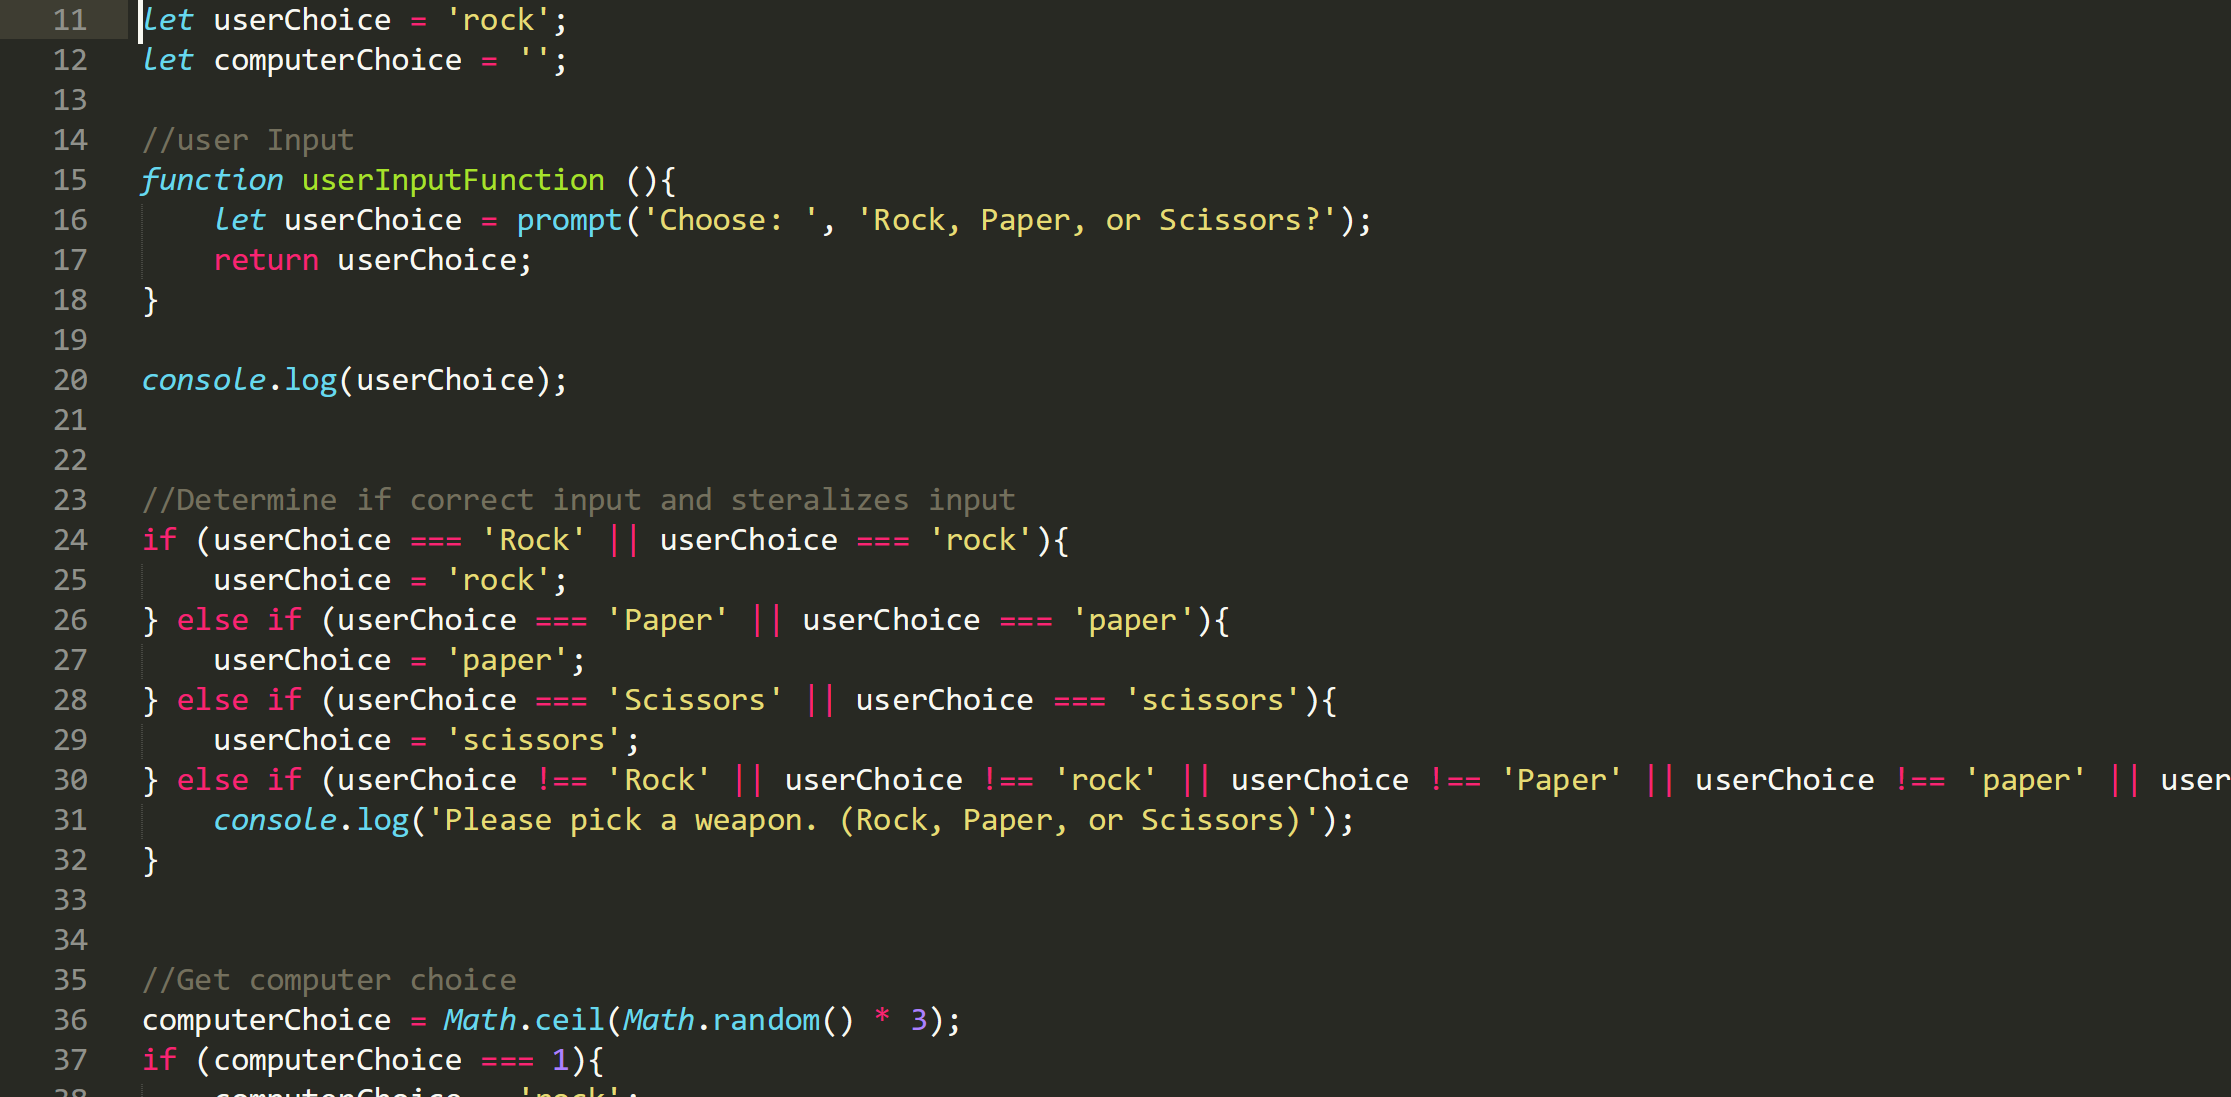 11 let userChoice = 'rock';
12 let computerChoice = '';
13
14 //user Input
15 function userInputFunction (){
16     let userChoice = prompt('Choose: ', 'Rock, Paper, or Scissors?');
17     return userChoice;
18 }
19
20 console.log(userChoice);
21
22
23 //Determine if correct input and steralizes input
24 if (userChoice === 'Rock' || userChoice === 'rock'){
25     userChoice = 'rock';
26 } else if (userChoice === 'Paper' || userChoice === 'paper'){
27     userChoice = 'paper';
28 } else if (userChoice === 'Scissors' || userChoice === 'scissors'){
29     userChoice = 'scissors';
30 } else if (userChoice !== 'Rock' || userChoice !== 'rock' || userChoice !== 'Paper' || userChoice !== 'paper' || user
31     console.log('Please pick a weapon. (Rock, Paper, or Scissors)');
32 }
33
34
35 //Get computer choice
36 computerChoice = Math.ceil(Math.random() * 3);
37 if (computerChoice === 1){
38     computerChoice = 'rock';